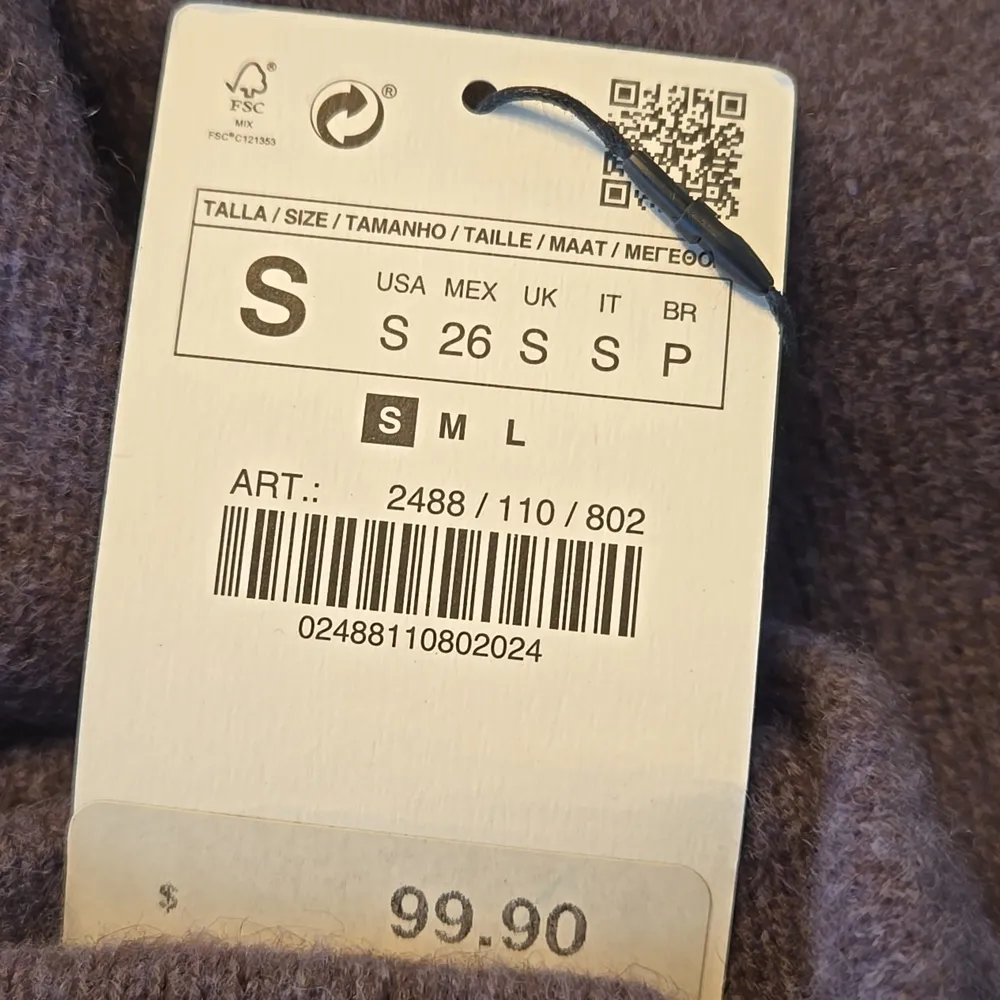 FSC®
MIX
FSC®C121353
®
TALLA / SIZE / TAMANHO / TAILLE / MAAT / ΜΕΓΕΘΟ
USA MEX UK IT BR
S S 26 S S P
S M L
ART.: 2488 / 110 / 802
02488110802024
$ 99.90